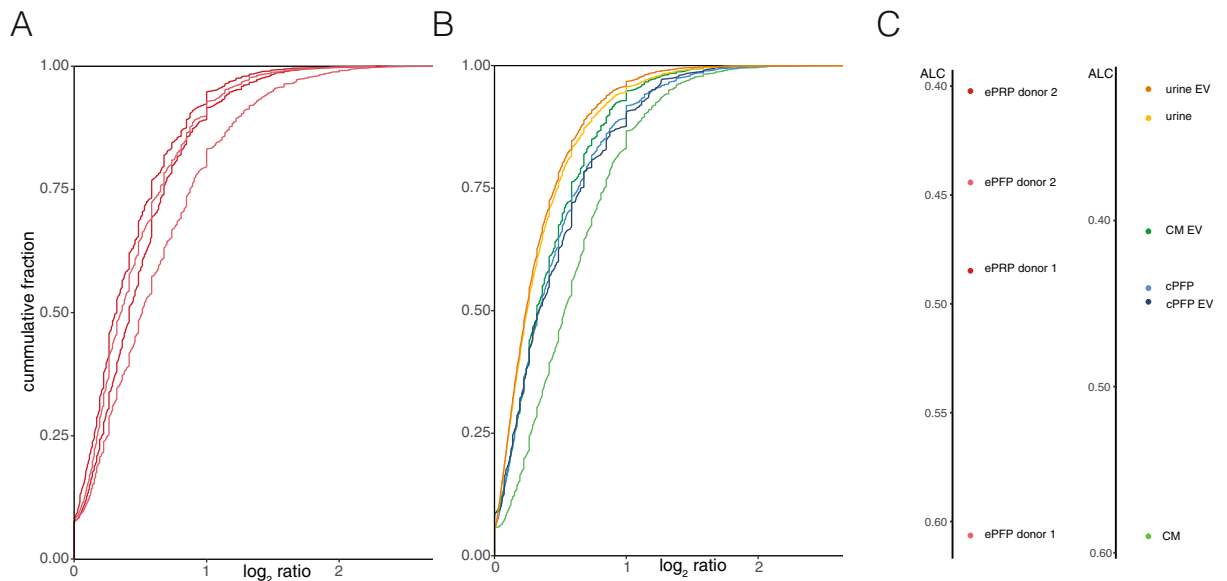 A
B
C
1.00
0.75
0.50
0.25
0.00
cummulative fraction
0
1
2
log2 ratio
1.00
0.75
0.50
0.25
0.00
0
1
2
log2 ratio
ALC
0.40
0.45
0.50
0.55
0.60
ePRP donor 2
ePFP donor 2
ePRP donor 1
ePFP donor 1
ALC
0.40
0.50
0.60
urine EV
urine
CM EV
cPFP
cPFP EV
CM